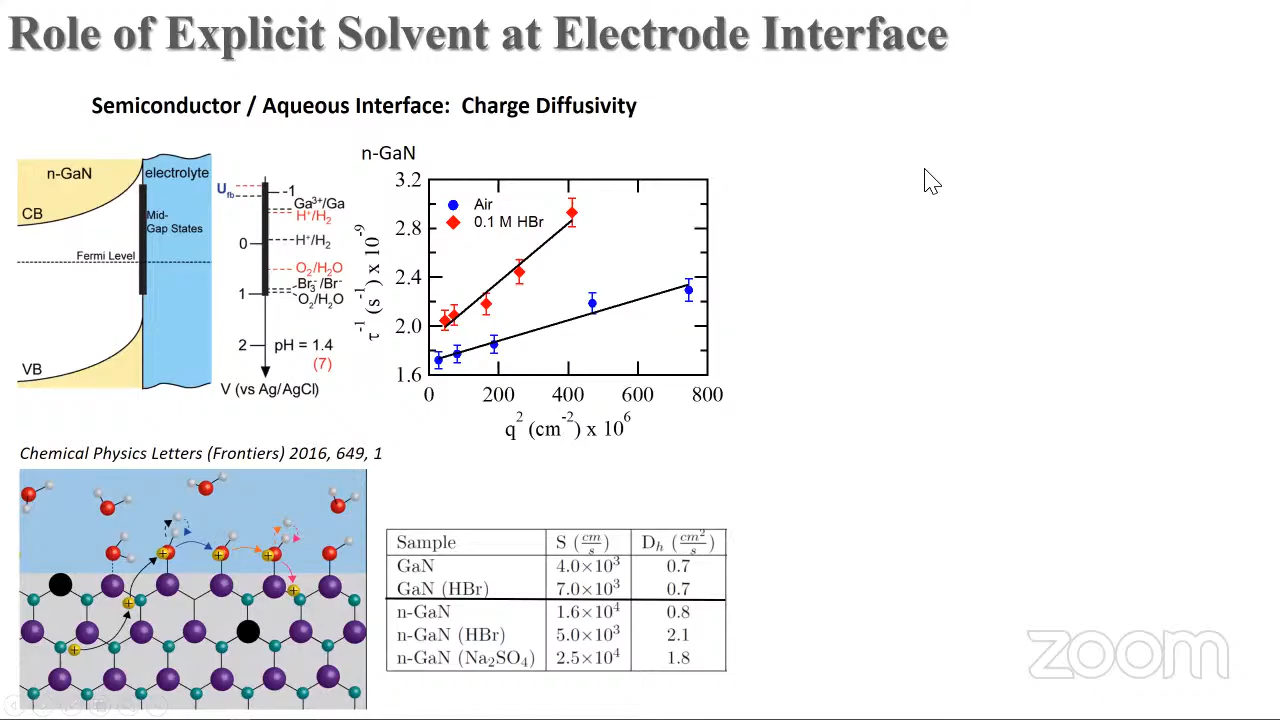 Role of Explicit Solvent at Electrode Interface
Semiconductor / Aqueous Interface: Charge Diffusivity
n-GaN
electrolyte
CB
Mid-
Gap States
Fermi Level
VB
U_fb
-1
0
1
2
Ga³⁺/Ga
H⁺/H₂
H⁺/H₂
O₂/H₂O
Br₃⁻/Br⁻
O₂/H₂O
pH = 1.4
(7)
V (vs Ag/AgCl)
n-GaN
Air
0.1 M HBr
3.2
2.8
2.4
2.0
1.6
τ⁻¹ (s⁻¹) x 10⁻⁹
0 200 400 600 800
q² (cm⁻²) x 10⁶
Chemical Physics Letters (Frontiers) 2016, 649, 1
+ + + + + +
Sample S (cm/s) D_h (cm²/s)
GaN 4.0×10³ 0.7
GaN (HBr) 7.0×10³ 0.7
n-GaN 1.6×10⁴ 0.8
n-GaN (HBr) 5.0×10³ 2.1
n-GaN (Na₂SO₄) 2.5×10⁴ 1.8
zoom